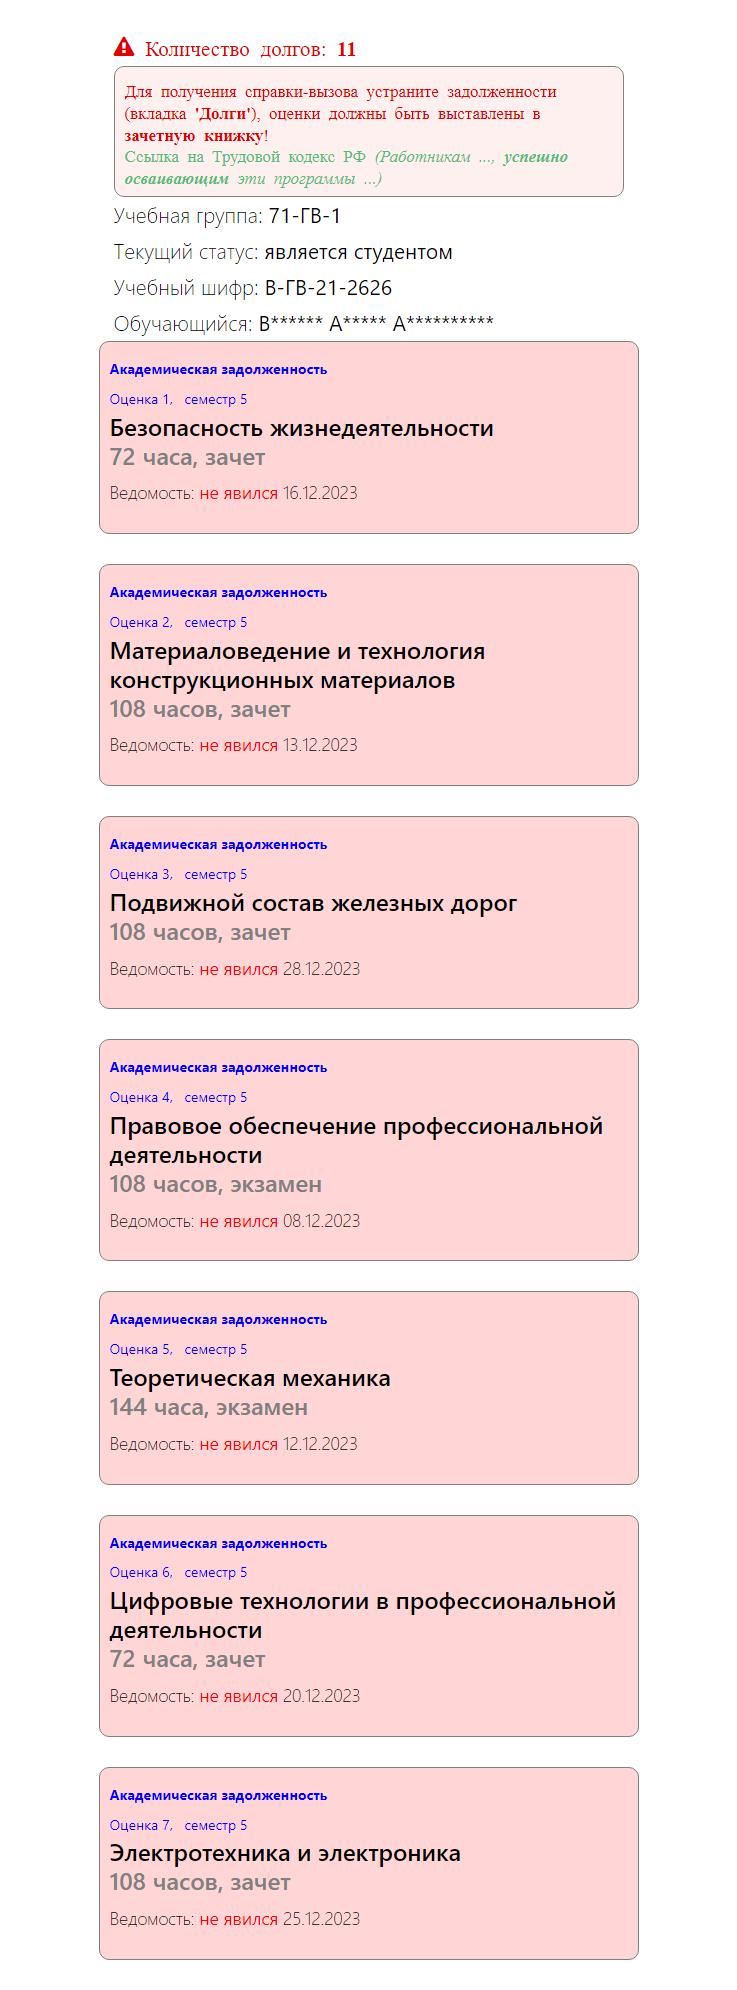 Количество долгов: 11
Для получения справки-вызова устраните задолженности
(вкладка 'Долги'), оценки должны быть выставлены в
зачетную книжку!
Ссылка на Трудовой кодекс РФ (Работникам ..., успешно
осваивающим эти программы ...)
Учебная группа: 71-ГВ-1
Текущий статус: является студентом
Учебный шифр: В-ГВ-21-2626
Обучающийся: В****** А***** А**********
Академическая задолженность
Оценка 1, семестр 5
Безопасность жизнедеятельности
72 часа, зачет
Ведомость: не явился 16.12.2023
Академическая задолженность
Оценка 2, семестр 5
Материаловедение и технология
конструкционных материалов
108 часов, зачет
Ведомость: не явился 13.12.2023
Академическая задолженность
Оценка 3, семестр 5
Подвижной состав железных дорог
108 часов, зачет
Ведомость: не явился 28.12.2023
Академическая задолженность
Оценка 4, семестр 5
Правовое обеспечение профессиональной
деятельности
108 часов, экзамен
Ведомость: не явился 08.12.2023
Академическая задолженность
Оценка 5, семестр 5
Теоретическая механика
144 часа, экзамен
Ведомость: не явился 12.12.2023
Академическая задолженность
Оценка 6, семестр 5
Цифровые технологии в профессиональной
деятельности
72 часа, зачет
Ведомость: не явился 20.12.2023
Академическая задолженность
Оценка 7, семестр 5
Электротехника и электроника
108 часов, зачет
Ведомость: не явился 25.12.2023